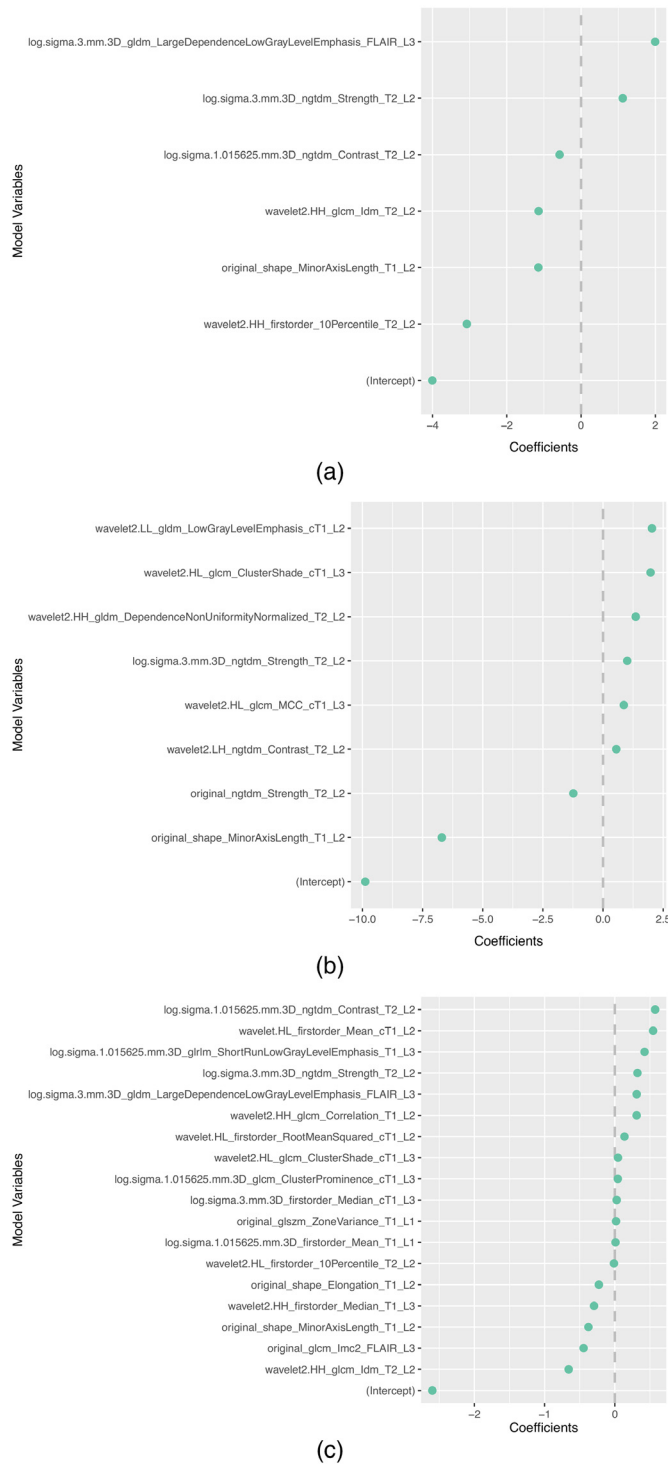 log.sigma.3.mm.3D_gldm_LargeDependenceLowGrayLevelEmphasis_FLAIR_L3
log.sigma.3.mm.3D_ngtdm_Strength_T2_L2
log.sigma.1.015625.mm.3D_ngtdm_Contrast_T2_L2
wavelet2.HH_glcm_Idm_T2_L2
original_shape_MinorAxisLength_T1_L2
wavelet2.HH_firstorder_10Percentile_T2_L2
(Intercept)
Model Variables
−4 −2 0 2
Coefficients
(a)
wavelet2.LL_gldm_LowGrayLevelEmphasis_cT1_L2
wavelet2.HL_glcm_ClusterShade_cT1_L3
wavelet2.HH_gldm_DependenceNonUniformityNormalized_T2_L2
log.sigma.3.mm.3D_ngtdm_Strength_T2_L2
wavelet2.HL_glcm_MCC_cT1_L3
wavelet2.LH_ngtdm_Contrast_T2_L2
original_ngtdm_Strength_T2_L2
original_shape_MinorAxisLength_T1_L2
(Intercept)
Model Variables
−10.0 −7.5 −5.0 −2.5 0.0 2.5
Coefficients
(b)
log.sigma.1.015625.mm.3D_ngtdm_Contrast_T2_L2
wavelet.HL_firstorder_Mean_cT1_L2
log.sigma.1.015625.mm.3D_glrlm_ShortRunLowGrayLevelEmphasis_T1_L3
log.sigma.3.mm.3D_ngtdm_Strength_T2_L2
log.sigma.3.mm.3D_gldm_LargeDependenceLowGrayLevelEmphasis_FLAIR_L3
wavelet2.HH_glcm_Correlation_T1_L2
wavelet.HL_firstorder_RootMeanSquared_cT1_L2
wavelet2.HL_glcm_ClusterShade_cT1_L3
log.sigma.1.015625.mm.3D_glcm_ClusterProminence_cT1_L3
log.sigma.3.mm.3D_firstorder_Median_cT1_L3
original_glszm_ZoneVariance_T1_L1
log.sigma.1.015625.mm.3D_firstorder_Mean_T1_L1
wavelet2.HL_firstorder_10Percentile_T2_L2
original_shape_Elongation_T1_L2
wavelet2.HH_firstorder_Median_T1_L3
original_shape_MinorAxisLength_T1_L2
original_glcm_Imc2_FLAIR_L3
wavelet2.HH_glcm_Idm_T2_L2
(Intercept)
Model Variables
−2 −1 0
Coefficients
(c)